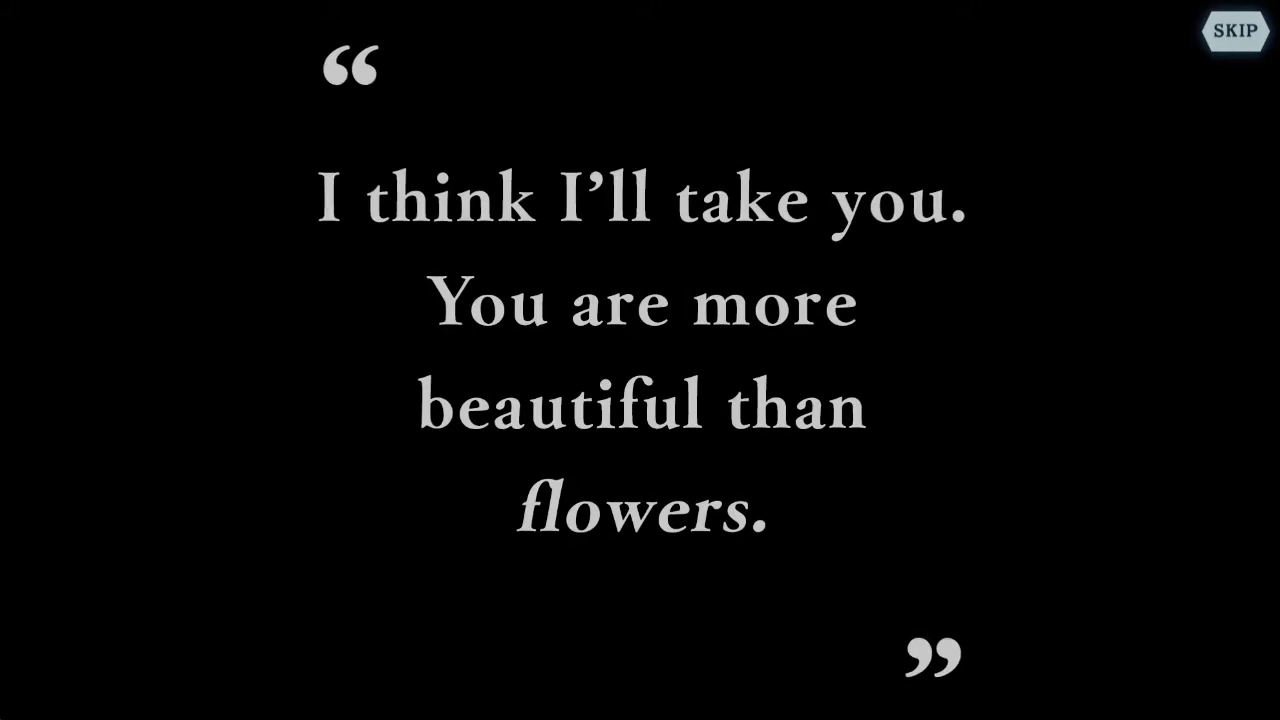 SKIP
“
I think I’ll take you.
You are more
beautiful than
flowers.
”